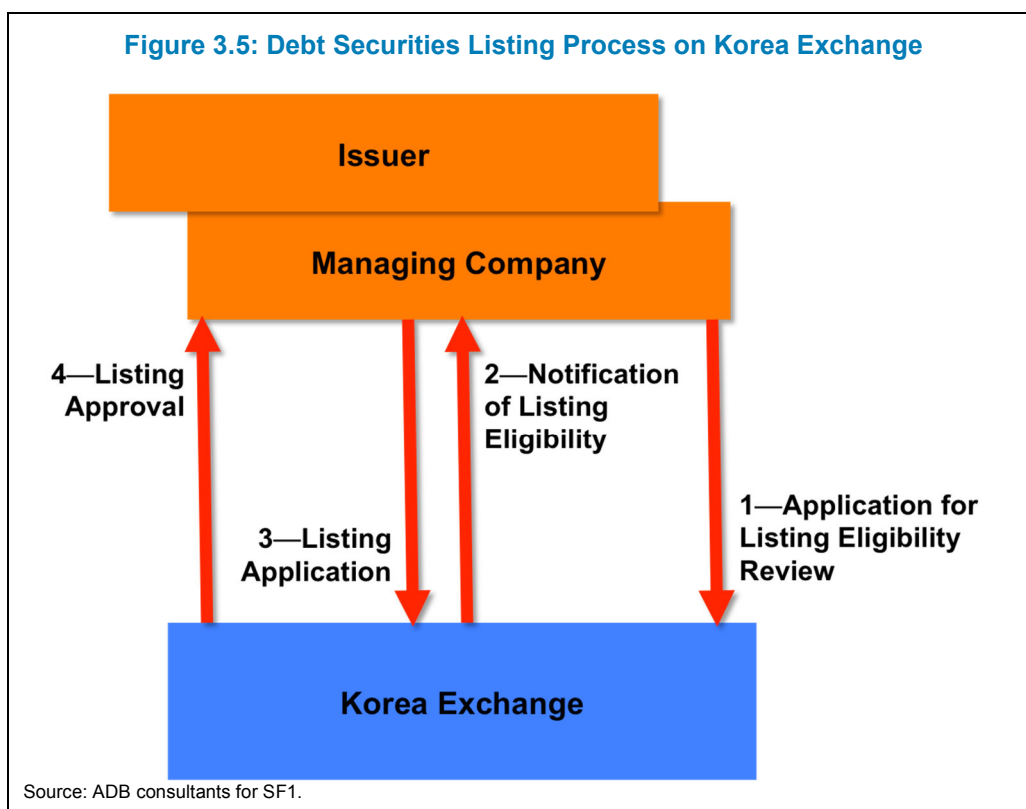 Figure 3.5: Debt Securities Listing Process on Korea Exchange
Issuer
Managing Company
4—Listing
Approval
2—Notification
of Listing
Eligibility
3—Listing
Application
1—Application for
Listing Eligibility
Review
Korea Exchange
Source: ADB consultants for SF1.